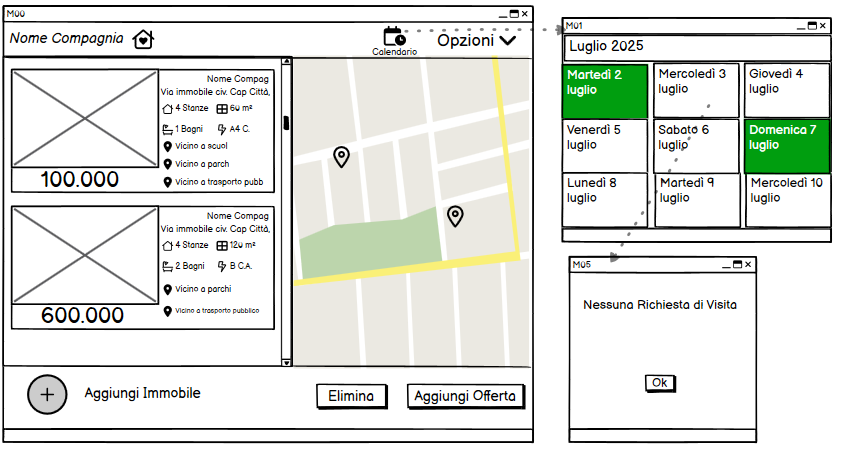 M00
Nome Compagnia
Calendario
Opzioni
Nome Compag
Via immobile civ. Cap Città,
4 Stanze 60 m²
1 Bagni A4 C.
Vicino a scuol
Vicino a parch
Vicino a trasporto pubb
100.000
Nome Compag
Via immobile civ. Cap Città,
4 Stanze 120 m²
2 Bagni B C.A.
Vicino a parchi
Vicino a trasporto pubblico
600.000
+ Aggiungi Immobile
Elimina
Aggiungi Offerta
M01
Luglio 2025
Martedì 2
luglio
Mercoledì 3
luglio
Giovedì 4
luglio
Venerdì 5
luglio
Sabato 6
luglio
Domenica 7
luglio
Lunedì 8
luglio
Martedì 9
luglio
Mercoledì 10
luglio
M05
Nessuna Richiesta di Visita
Ok